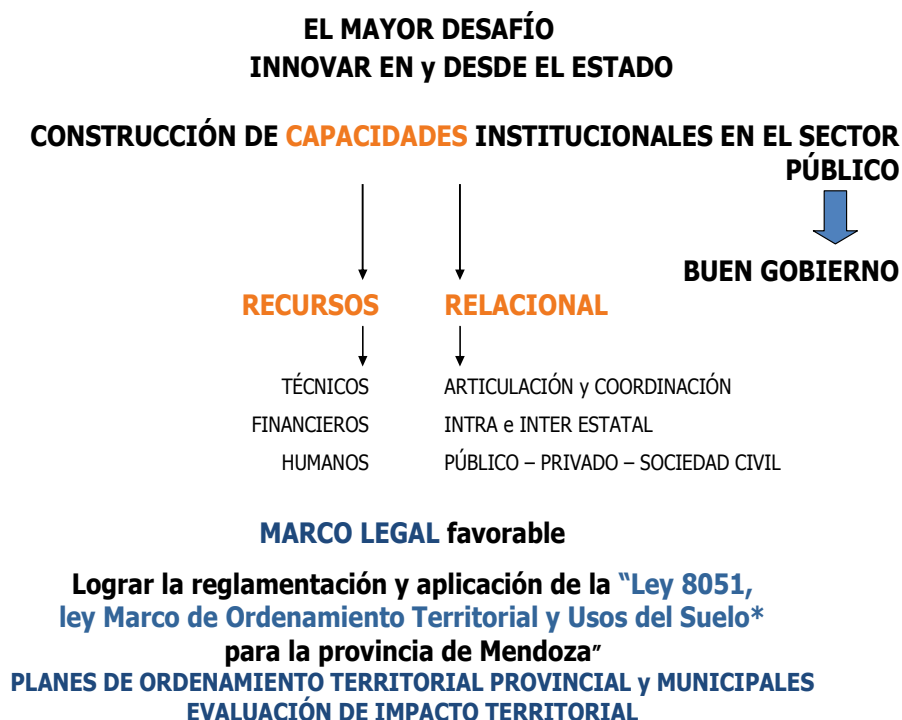 EL MAYOR DESAFÍO
INNOVAR EN y DESDE EL ESTADO
CONSTRUCCIÓN DE CAPACIDADES INSTITUCIONALES EN EL SECTOR
PÚBLICO
BUEN GOBIERNO
RECURSOS RELACIONAL
TÉCNICOS ARTICULACIÓN y COORDINACIÓN
FINANCIEROS INTRA e INTER ESTATAL
HUMANOS PÚBLICO – PRIVADO – SOCIEDAD CIVIL
MARCO LEGAL favorable
Lograr la reglamentación y aplicación de la “Ley 8051,
ley Marco de Ordenamiento Territorial y Usos del Suelo*
para la provincia de Mendoza”
PLANES DE ORDENAMIENTO TERRITORIAL PROVINCIAL y MUNICIPALES
EVALUACIÓN DE IMPACTO TERRITORIAL